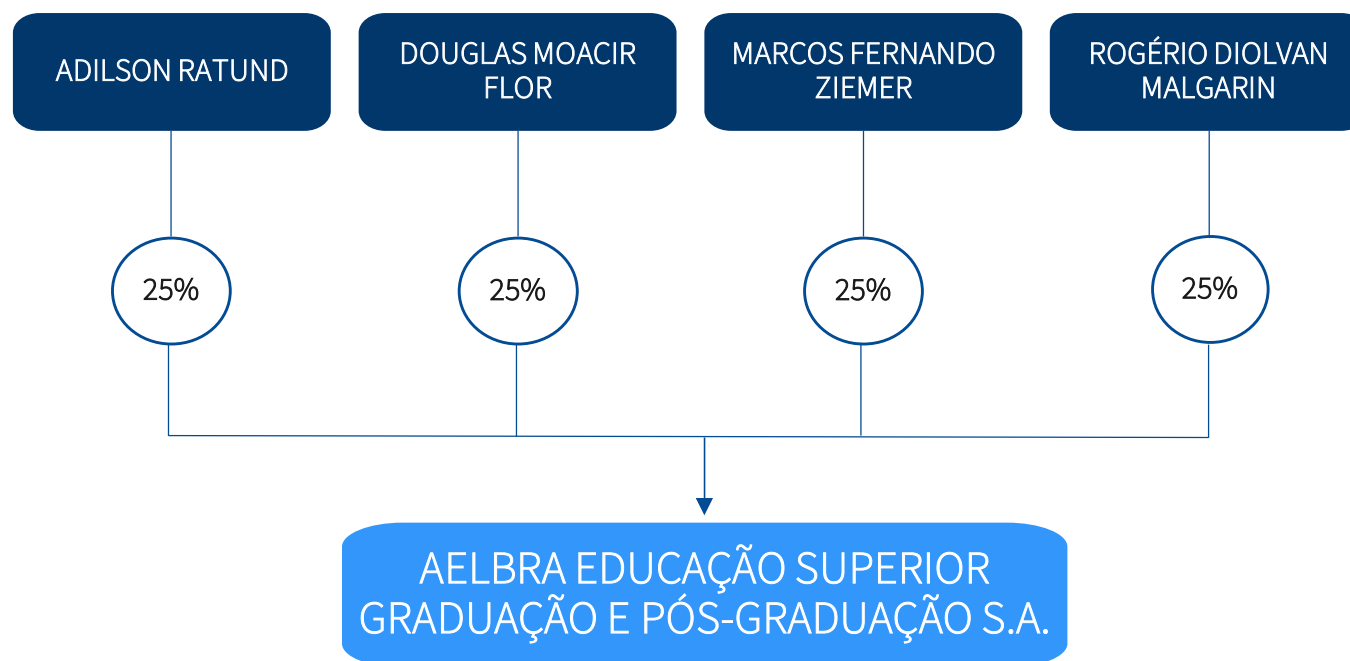 ADILSON RATUND
DOUGLAS MOACIR
FLOR
MARCOS FERNANDO
ZIEMER
ROGÉRIO DIOLVAN
MALGARIN
25%
25%
25%
25%
AELBRA EDUCAÇÃO SUPERIOR
GRADUAÇÃO E PÓS-GRADUAÇÃO S.A.